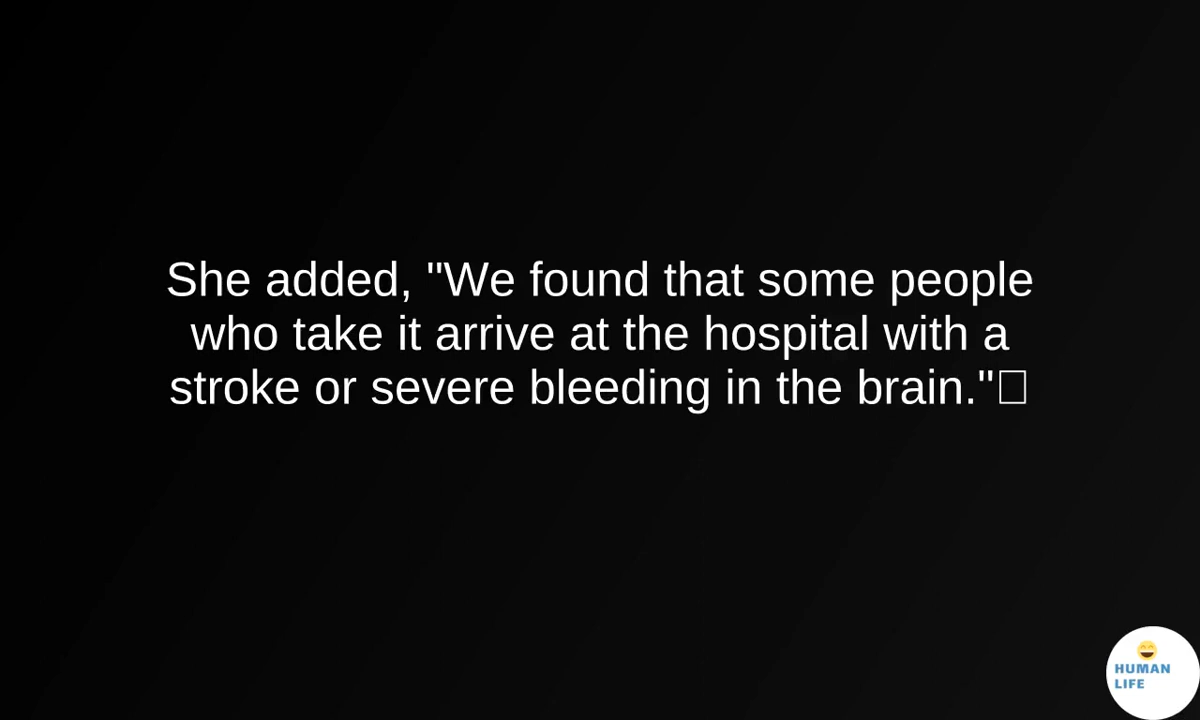 She added, "We found that some people
who take it arrive at the hospital with a
stroke or severe bleeding in the brain."
HUMAN
LIFE